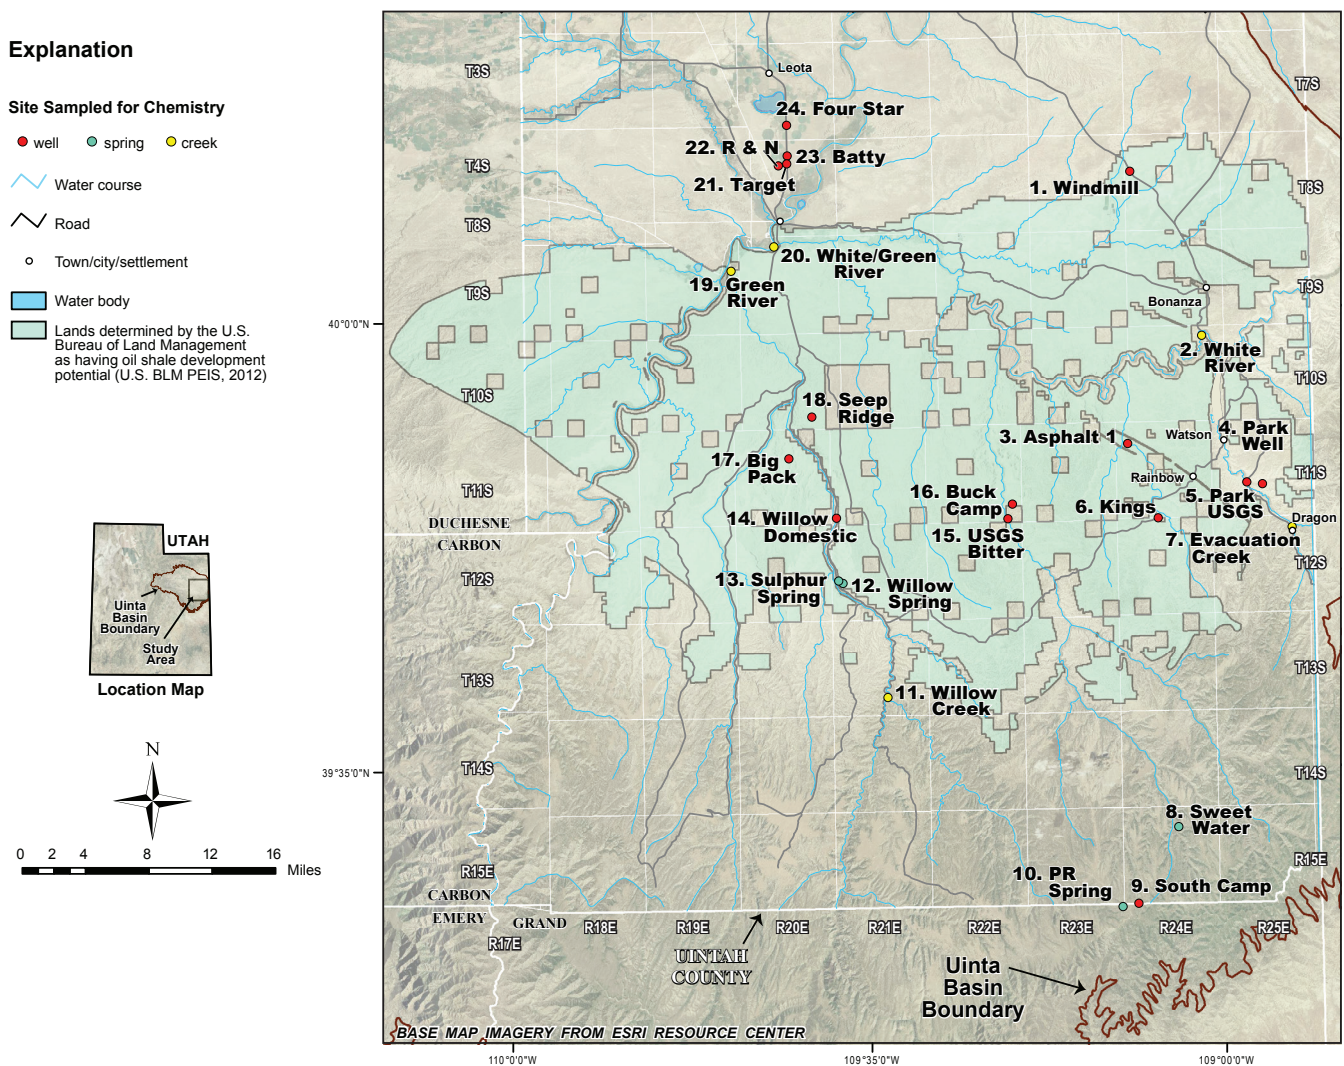 Explanation
Site Sampled for Chemistry
well
spring
creek
Water course
Road
Town/city/settlement
Water body
Lands determined by the U.S.
Bureau of Land Management
as having oil shale development
potential (U.S. BLM PEIS, 2012)
UTAH
Uinta
Basin
Boundary
Study
Area
Location Map
N
0 2 4 8 12 16 Miles
40°0'0"N
39°35'0"N
110°0'0"W
109°35'0"W
109°00'0"W
T3S
T4S
T8S
T9S
T10S
T11S
DUCHESNE
CARBON
T12S
T13S
T14S
R15E
CARBON
EMERY
GRAND
R17E
R18E
R19E
R20E
R21E
R22E
R23E
R24E
R25E
T7S
T8S
T9S
T10S
T11S
T12S
T13S
T14S
R15E
Leota
24. Four Star
22. R & N
23. Batty
21. Target
1. Windmill
20. White/Green
River
19. Green
River
Bonanza
2. White
River
18. Seep
Ridge
3. Asphalt 1
Watson
4. Park
Well
17. Big
Pack
Rainbow
5. Park
USGS
16. Buck
Camp
6. Kings
Dragon
14. Willow
Domestic
15. USGS
Bitter
7. Evacuation
Creek
13. Sulphur
Spring
12. Willow
Spring
11. Willow
Creek
8. Sweet
Water
10. PR
Spring
9. South Camp
UINTAH
COUNTY
Uinta
Basin
Boundary
BASE MAP IMAGERY FROM ESRI RESOURCE CENTER